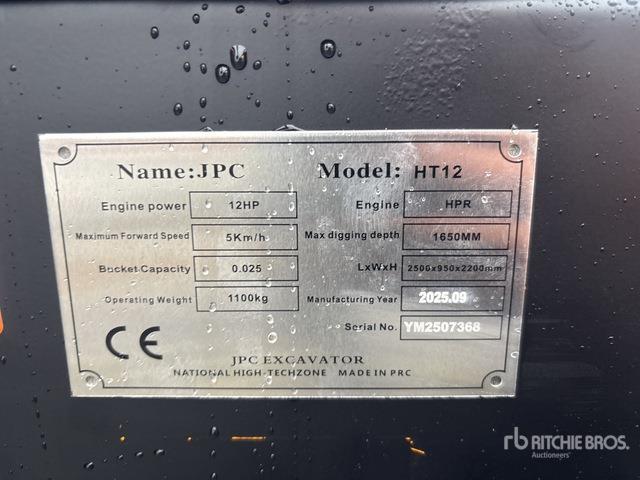 Name:JPC Model: HT12
Engine power 12HP Engine HPR
Maximum Forward Speed 5Km/h Max digging depth 1650MM
Bucket Capacity 0.025 LxWxH 2500x950x2200mm
Operating Weight 1100kg Manufacturing Year 2025.09
Serial No. YM2507368
CE
JPC EXCAVATOR
NATIONAL HIGH-TECHZONE MADE IN PRC
rb RITCHIE BROS.
Auctioneers